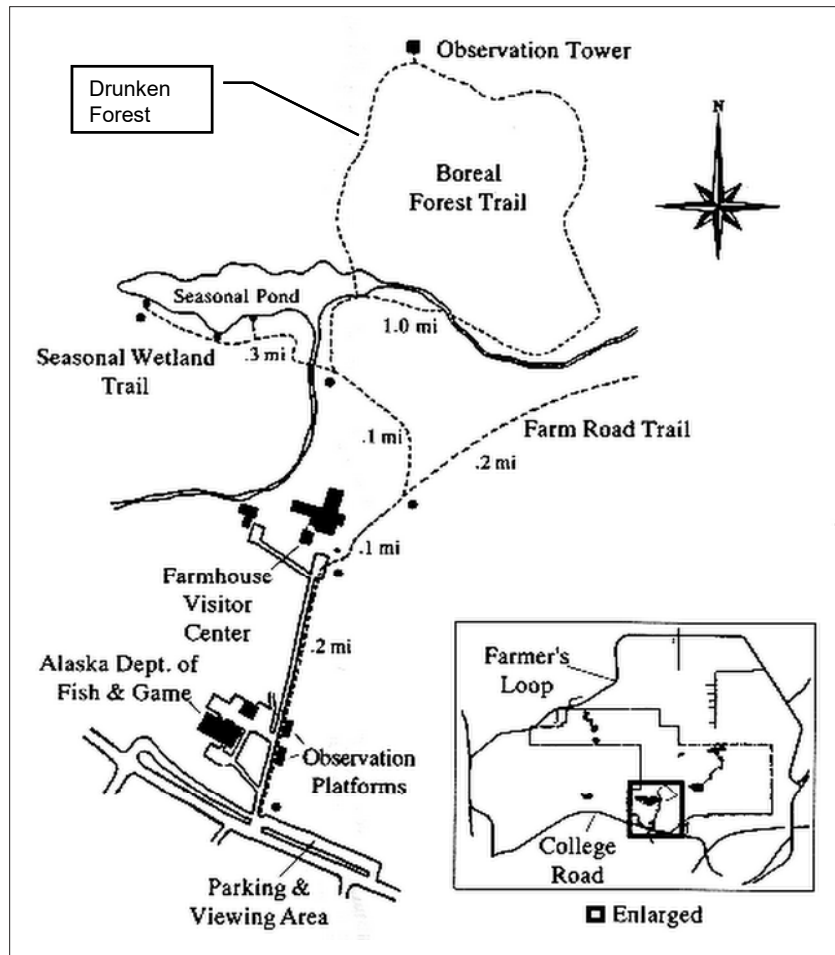 Observation Tower
Drunken
Forest
N
Boreal
Forest Trail
Seasonal Pond
1.0 mi
.3 mi
Seasonal Wetland
Trail
.1 mi
Farm Road Trail
.2 mi
.1 mi
Farmhouse
Visitor
Center
.2 mi
Alaska Dept. of
Fish & Game
Observation
Platforms
Parking &
Viewing Area
Farmer's
Loop
College
Road
Enlarged